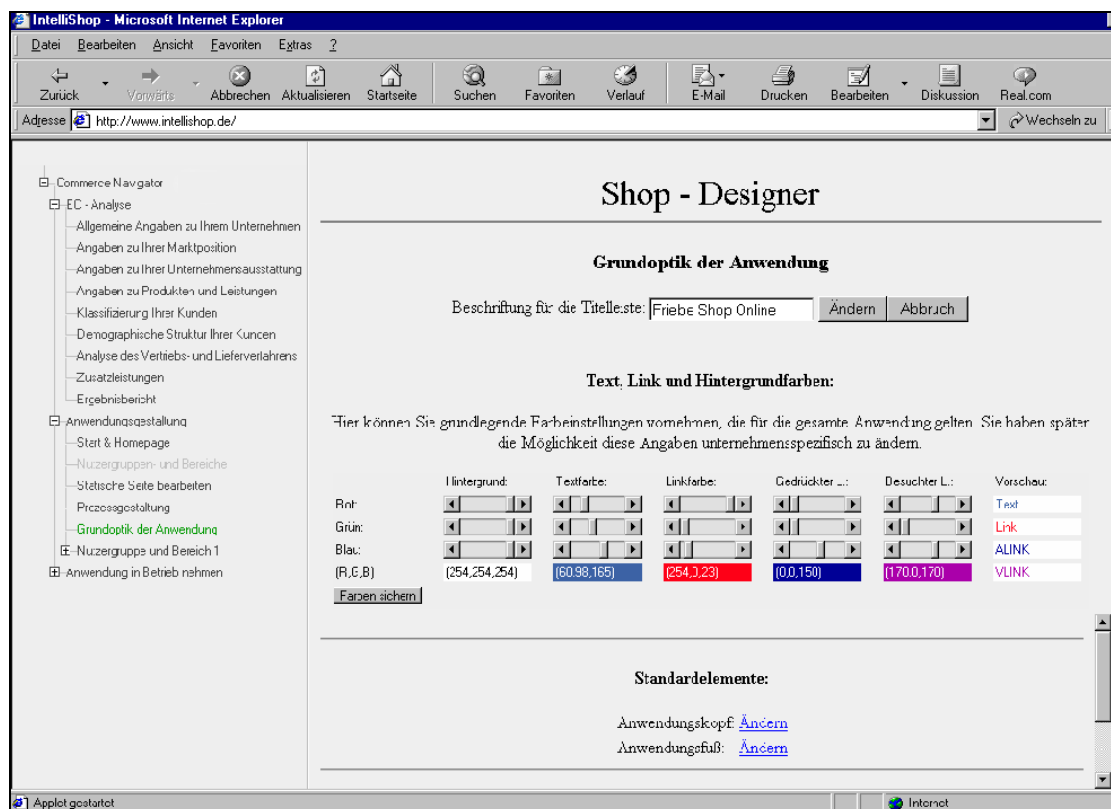 IntelliShop - Microsoft Internet Explorer
Datei Bearbeiten Ansicht Favoriten Extras ?
Zurück Vorwärts Abbrechen Aktualisieren Startseite Suchen Favoriten Verlauf E-Mail Drucken Bearbeiten Diskussion Real.com
Adresse http://www.intellishop.de/ Wechseln zu
Commerce Navigator
EC - Analyse
Allgemeine Angaben zu Ihrem Unternehmen
Angaben zu Ihrer Marktposition
Angaben zu Ihrer Unternehmensausstattung
Angaben zu Produkten und Leistungen
Klassifizierung Ihrer Kunden
Demographische Struktur Ihrer Kunden
Analyse des Vertriebs- und Lieferverfahrens
Zusatzleistungen
Ergebnisbericht
Anwendungsgestaltung
Start & Homepage
Nutzergruppen- und Bereiche
Statische Seite bearbeiten
Prozessgestaltung
Grundoptik der Anwendung
Nutzergruppe und Bereich 1
Anwendung in Betrieb nehmen
Shop - Designer
Grundoptik der Anwendung
Beschriftung für die Titelleste: Friebe Shop Online Ändern Abbruch
Text, Link und Hintergrundfarben:
Hier können Sie grundlegende Farbeinstellungen vornehmen, die für die gesamte Anwendung gelten. Sie haben später
die Möglichkeit diese Angaben unternehmensspezifisch zu ändern.
Hintergrund: Textfarbe: Linkfarbe: Gedrückter L.: Besuchter L.: Vorschau:
Rot: Text
Grün: Link
Blau: ALINK
(R,G,B) (254,254,254) (60,98,165) (254,0,23) (0,0,150) (170,0,170) VLINK
Farben sichern
Standardelemente:
Anwendungskopf: Ändern
Anwendungsfuß: Ändern
Applet gestartet Internet